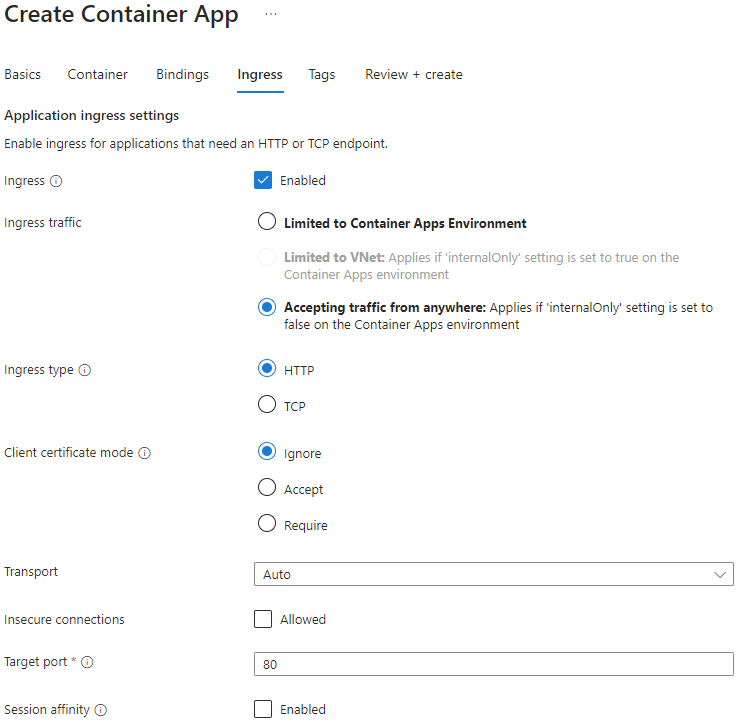 Create Container App ...
Basics Container Bindings Ingress Tags Review + create
Application ingress settings
Enable ingress for applications that need an HTTP or TCP endpoint.
Ingress Enabled
Ingress traffic Limited to Container Apps Environment
Limited to VNet: Applies if 'internalOnly' setting is set to true on the
Container Apps environment
Accepting traffic from anywhere: Applies if 'internalOnly' setting is set to
false on the Container Apps environment
Ingress type HTTP
TCP
Client certificate mode Ignore
Accept
Require
Transport Auto
Insecure connections Allowed
Target port * 80
Session affinity Enabled